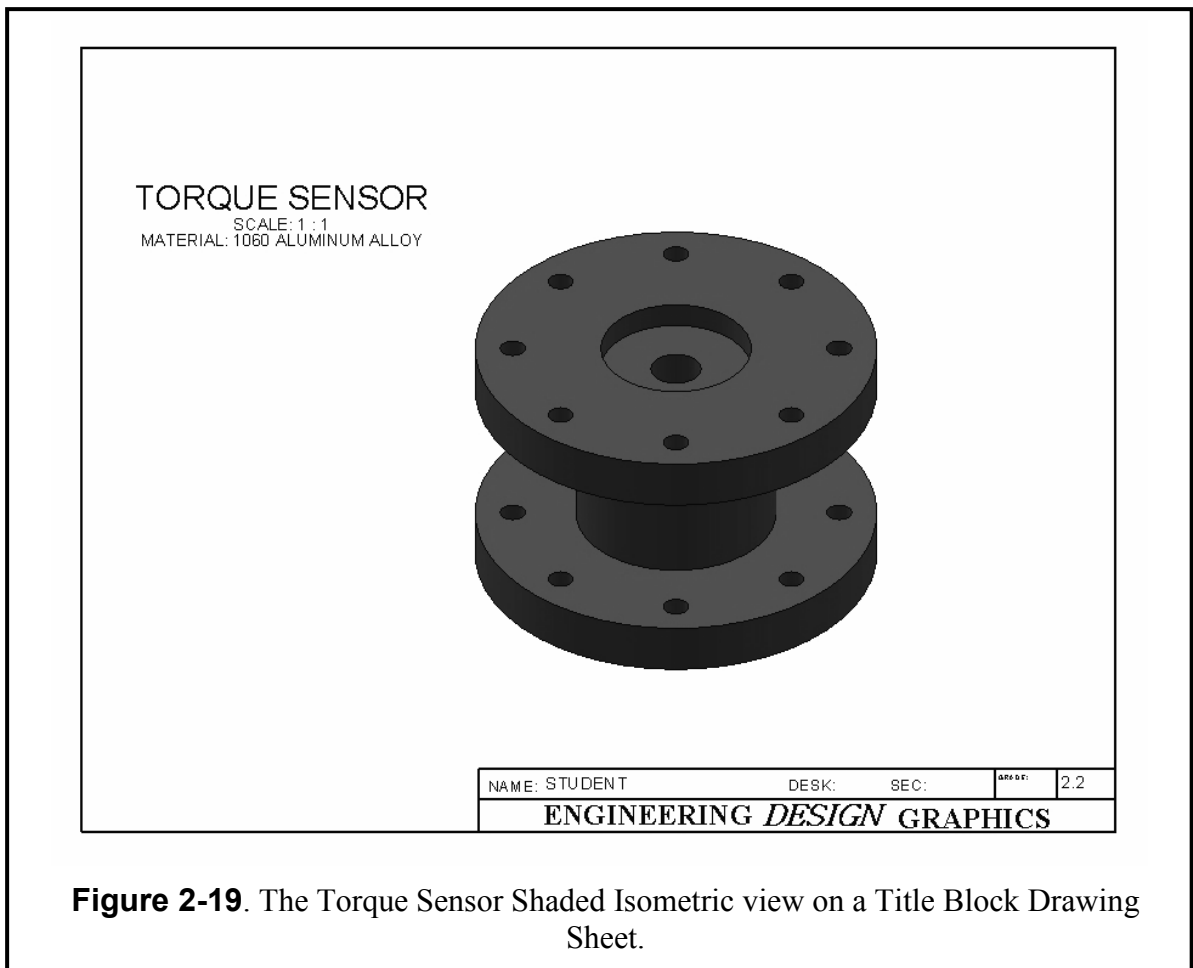 TORQUE SENSOR
SCALE: 1 : 1
MATERIAL: 1060 ALUMINUM ALLOY
NAME: STUDENT DESK: SEC: GRADE: 2.2
ENGINEERING DESIGN GRAPHICS
Figure 2-19. The Torque Sensor Shaded Isometric view on a Title Block Drawing
Sheet.